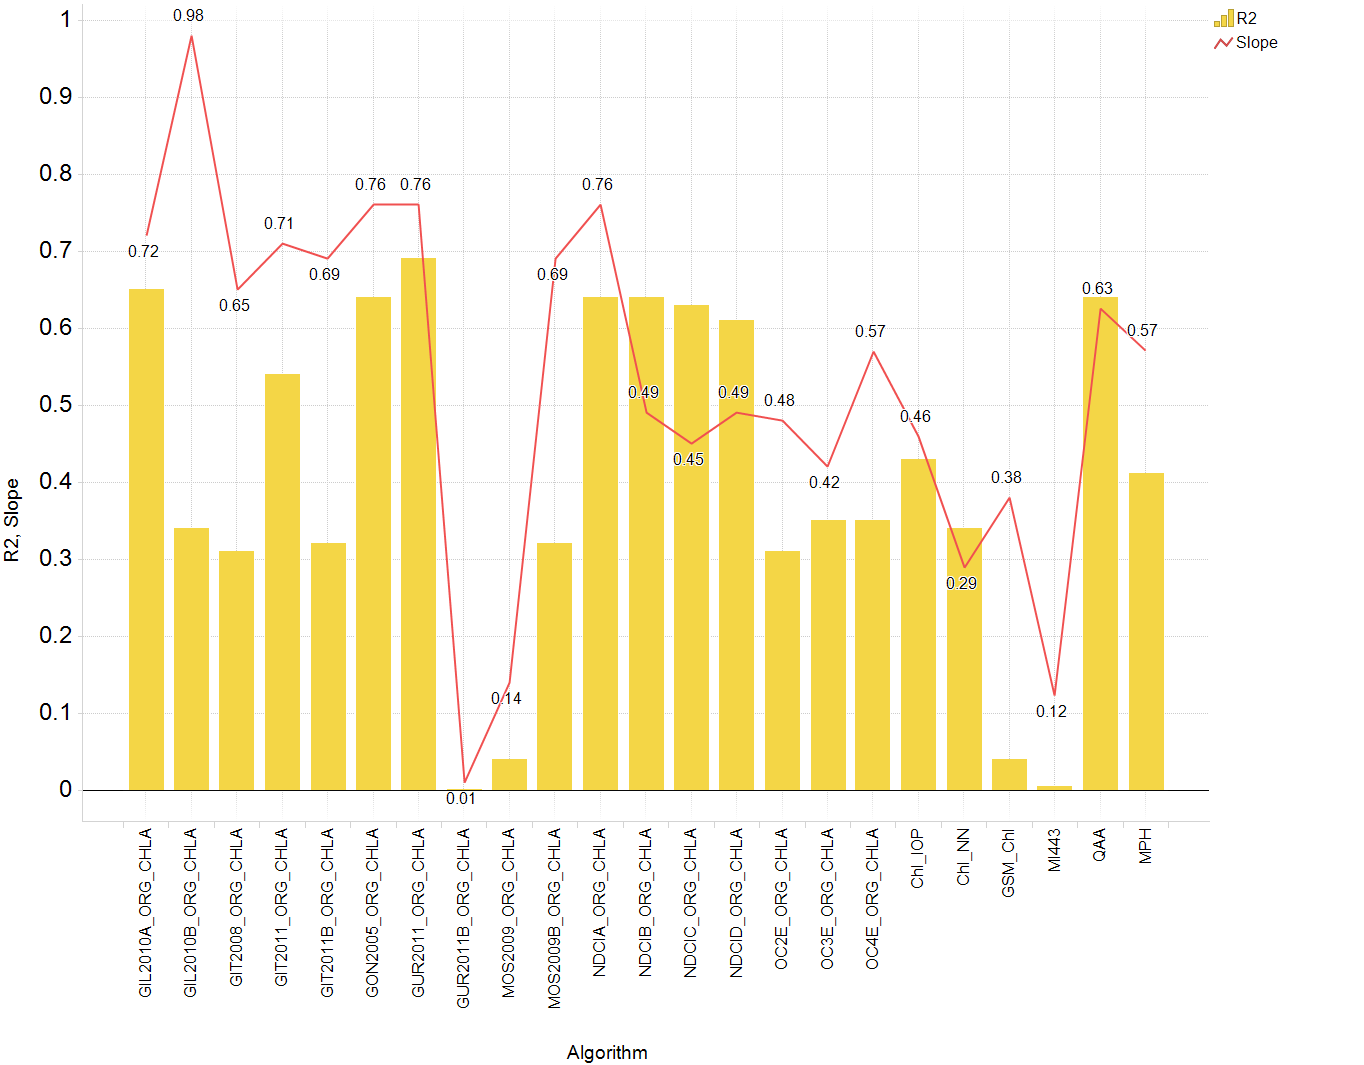 R2
Slope
1
0.9
0.8
0.7
0.6
0.5
0.4
0.3
0.2
0.1
0
R2, Slope
0.72
0.98
0.65
0.71
0.69
0.76
0.76
0.01
0.14
0.69
0.76
0.49
0.45
0.49
0.48
0.42
0.57
0.46
0.29
0.38
0.12
0.63
0.57
GIL2010A_ORG_CHLA
GIL2010B_ORG_CHLA
GIT2008_ORG_CHLA
GIT2011_ORG_CHLA
GIT2011B_ORG_CHLA
GON2005_ORG_CHLA
GUR2011_ORG_CHLA
GUR2011B_ORG_CHLA
MOS2009_ORG_CHLA
MOS2009B_ORG_CHLA
NDCIA_ORG_CHLA
NDCIB_ORG_CHLA
NDCIC_ORG_CHLA
NDCID_ORG_CHLA
OC2E_ORG_CHLA
OC3E_ORG_CHLA
OC4E_ORG_CHLA
Chl_IOP
Chl_NN
GSM_Chl
MI443
QAA
MPH
Algorithm